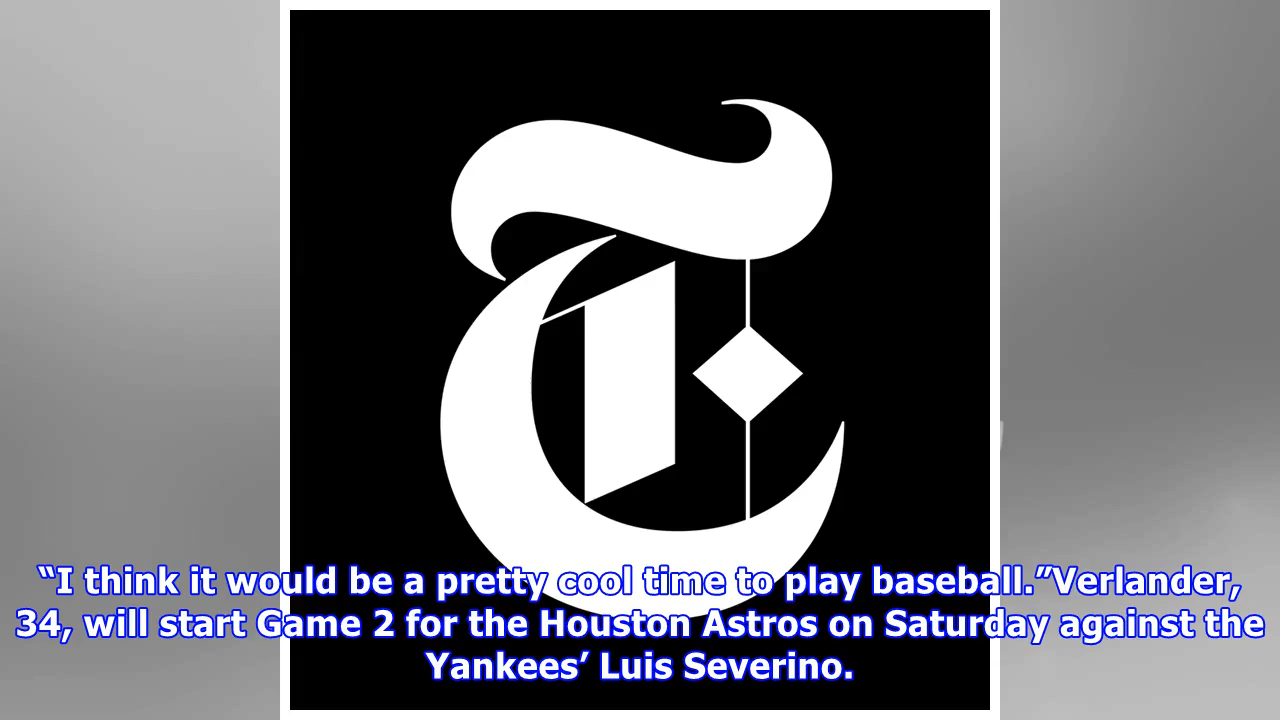 “I think it would be a pretty cool time to play baseball.”Verlander,
34, will start Game 2 for the Houston Astros on Saturday against the
Yankees’ Luis Severino.